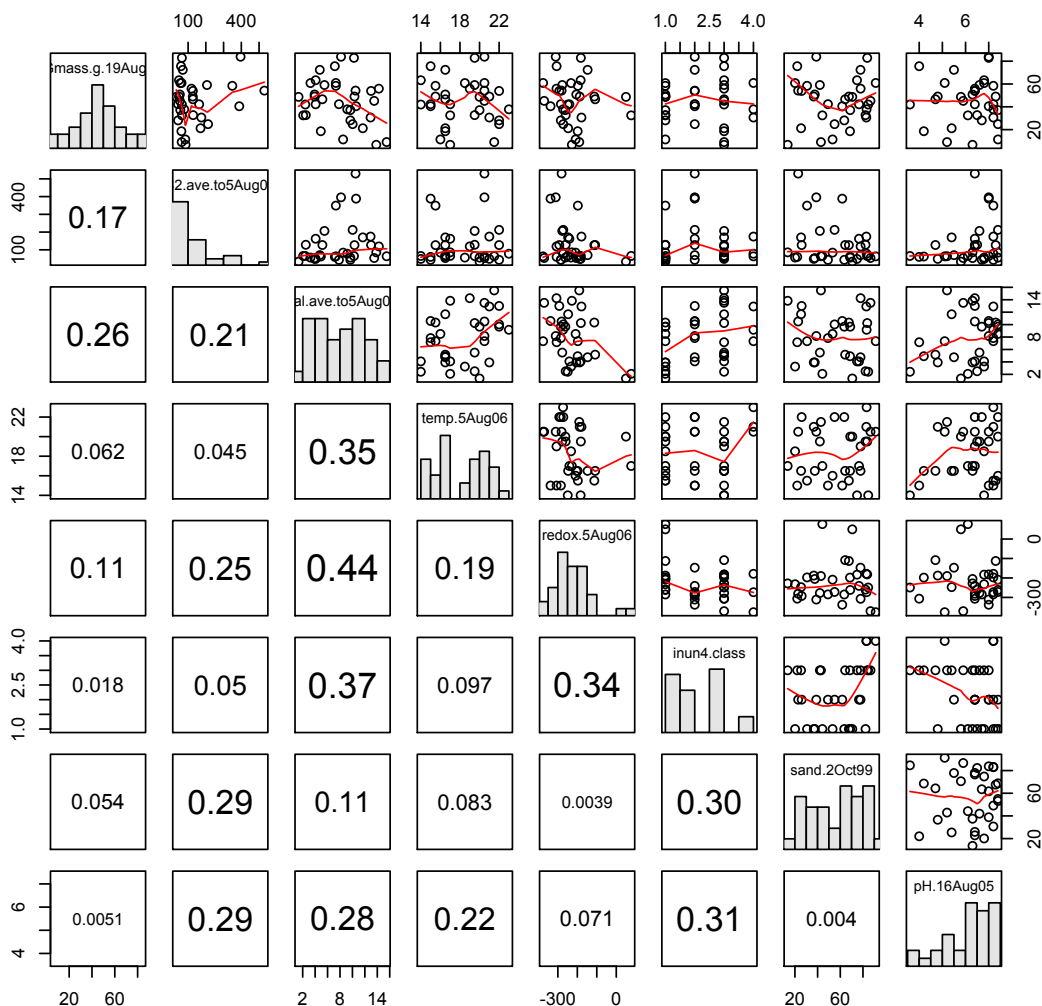 100 400 14 18 22 1.0 2.5 4.0 4 6
Gmass.g.19Aug 20 60
100 400 0.17 2.ave.to5Aug0
0.26 0.21 al.ave.to5Aug0 2 8 14
14 18 22 0.062 0.045 0.35 temp.5Aug06
0.11 0.25 0.44 0.19 redox.5Aug06 -300 0
1.0 2.5 4.0 0.018 0.05 0.37 0.097 0.34 inun4.class
0.054 0.29 0.11 0.083 0.0039 0.30 sand.2Oct99 20 60
4 6 0.0051 0.29 0.28 0.22 0.071 0.31 0.004 pH.16Aug05
20 60 2 8 14 -300 0 20 60